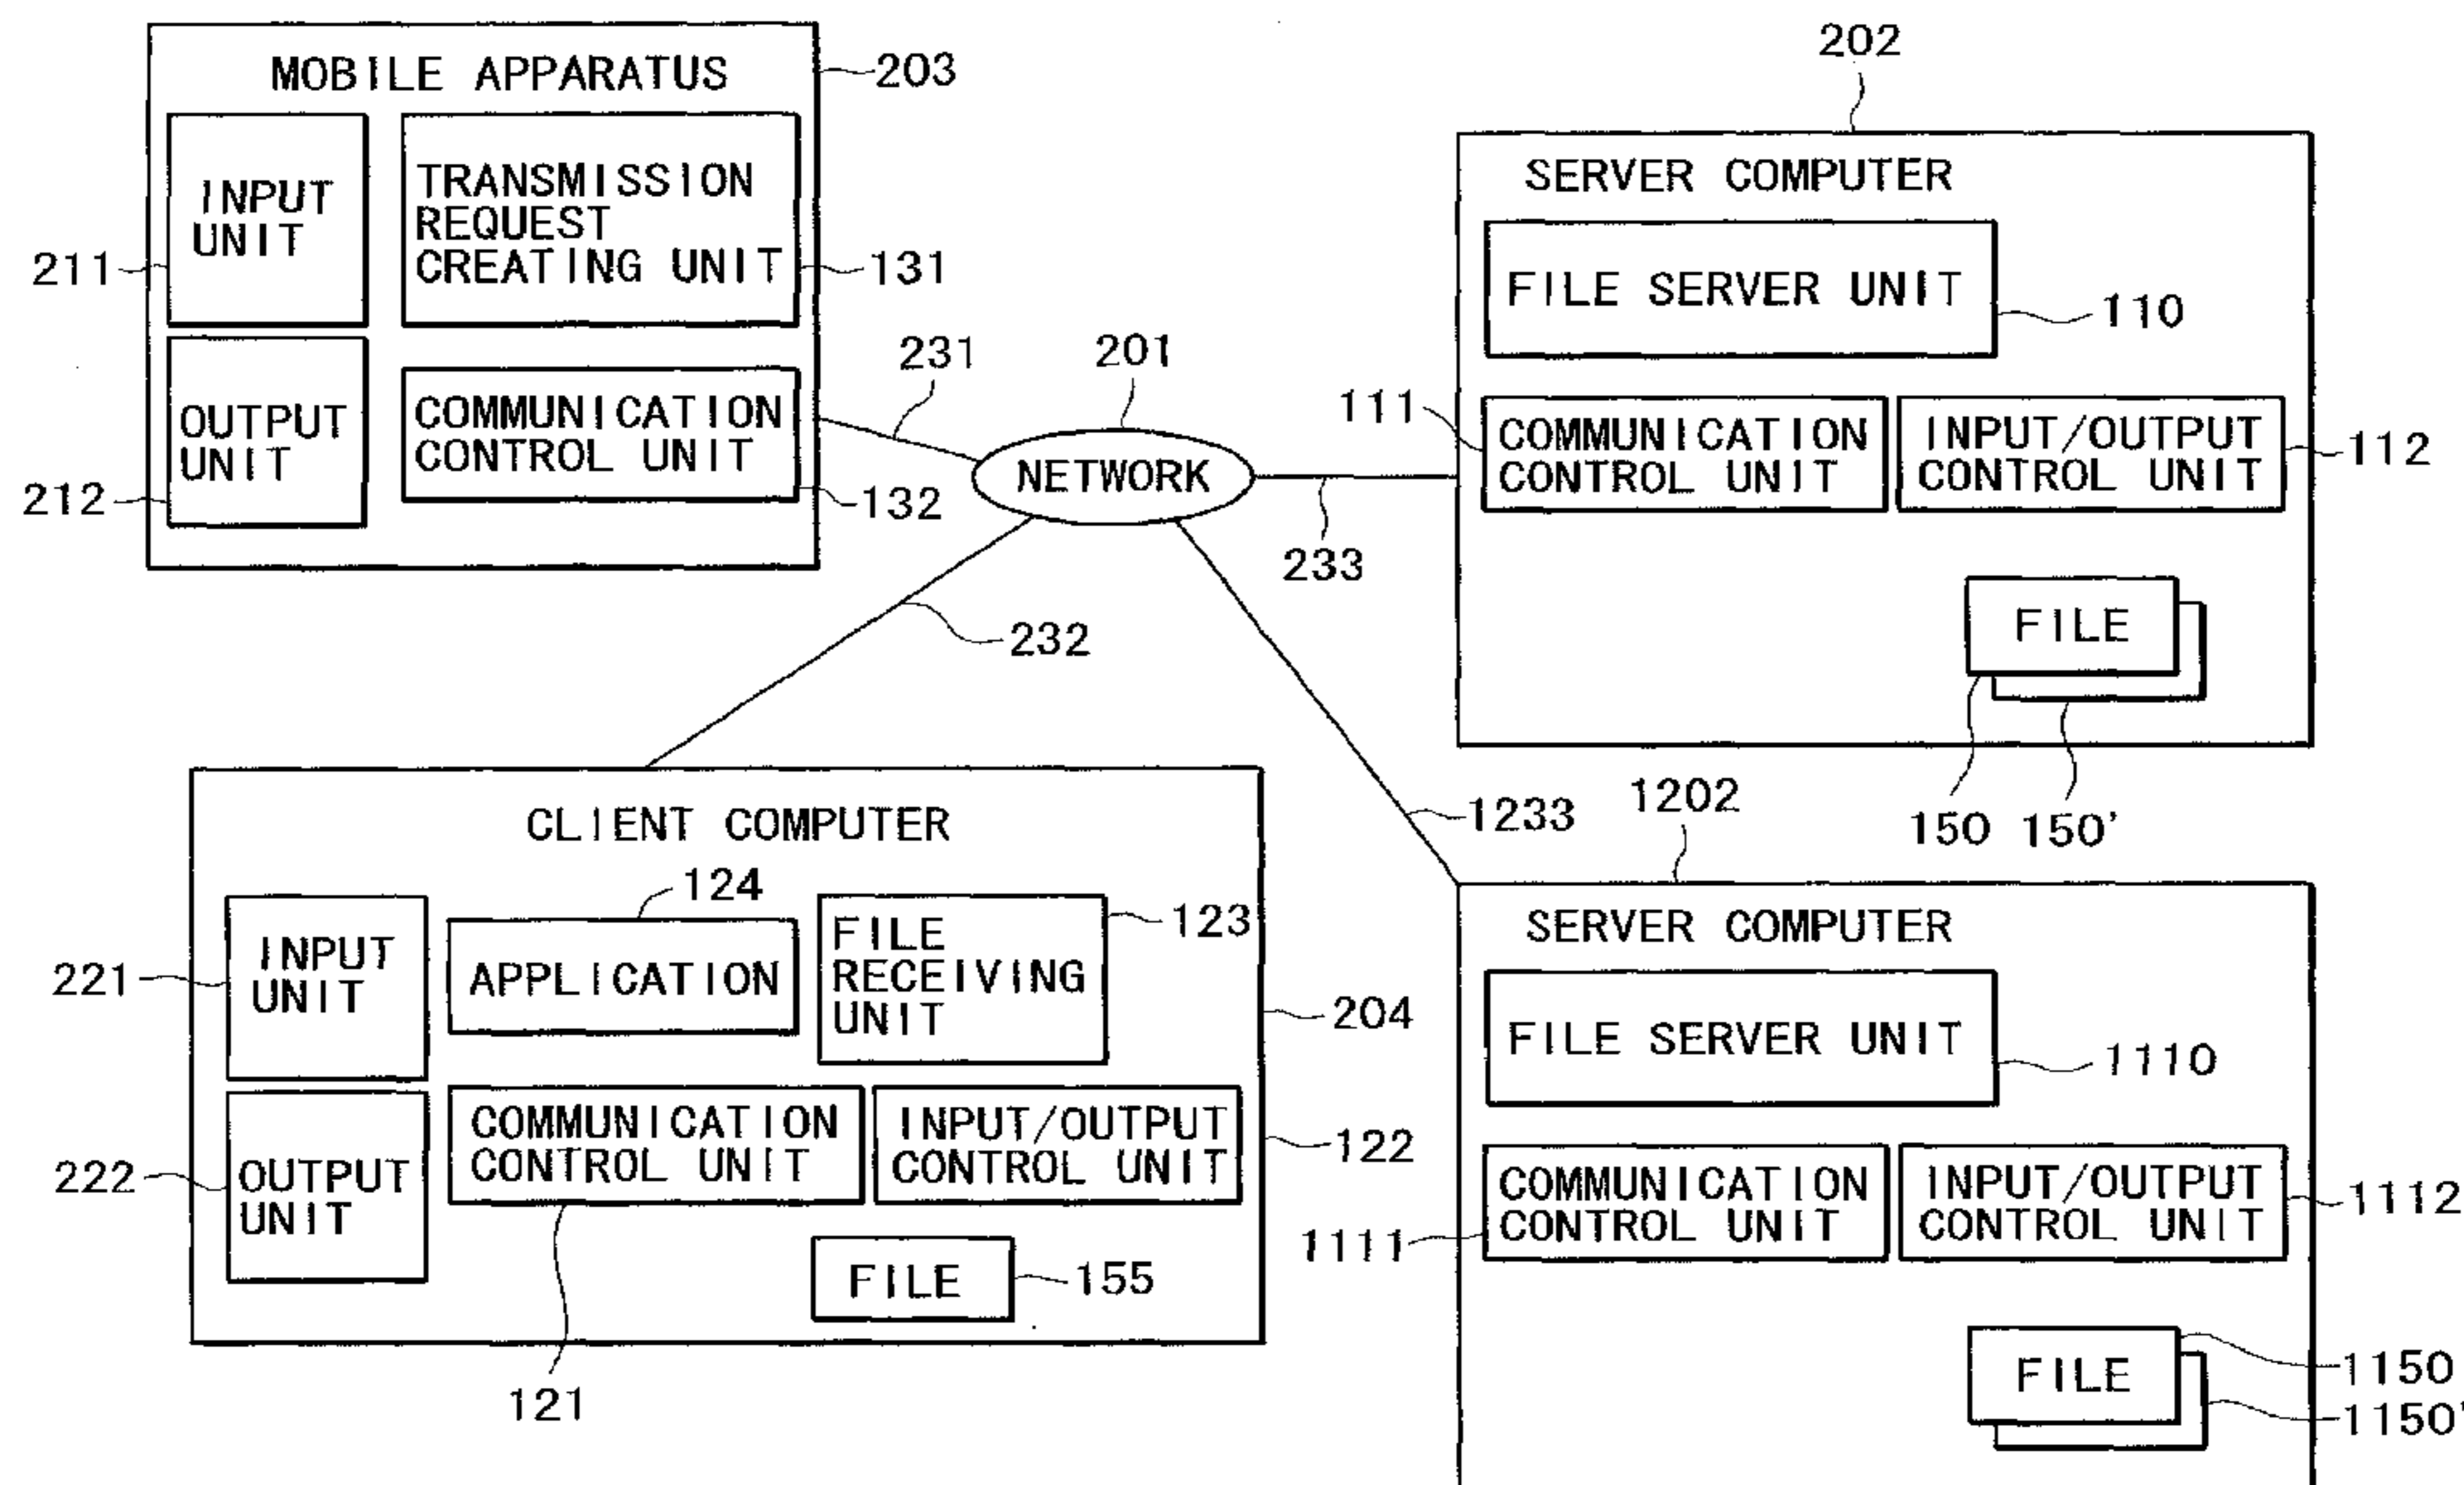 MOBILE APPARATUS
203
INPUT
UNIT
211
TRANSMISSION
REQUEST
CREATING UNIT
131
OUTPUT
UNIT
212
COMMUNICATION
CONTROL UNIT
132
231
201
NETWORK
233
232
1233
202
SERVER COMPUTER
FILE SERVER UNIT
110
111
COMMUNICATION
CONTROL UNIT
INPUT/OUTPUT
CONTROL UNIT
112
FILE
150
150'
CLIENT COMPUTER
204
INPUT
UNIT
221
124
APPLICATION
FILE
RECEIVING
UNIT
123
OUTPUT
UNIT
222
COMMUNICATION
CONTROL UNIT
121
INPUT/OUTPUT
CONTROL UNIT
122
FILE
155
1202
SERVER COMPUTER
FILE SERVER UNIT
1110
COMMUNICATION
CONTROL UNIT
1111
INPUT/OUTPUT
CONTROL UNIT
1112
FILE
1150
1150'